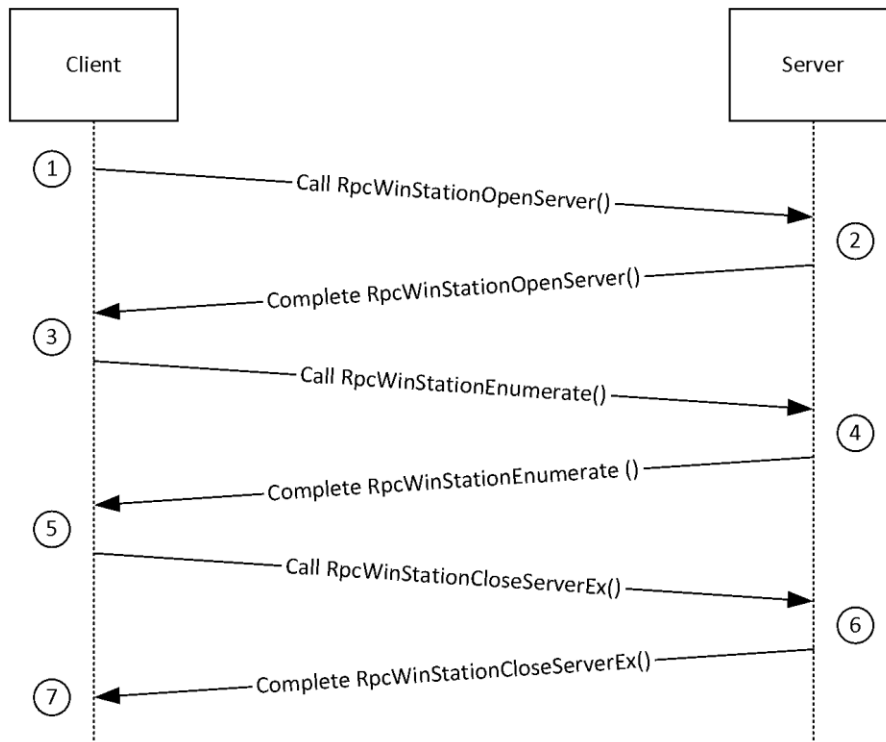 Client
Server
1
Call RpcWinStationOpenServer()
2
Complete RpcWinStationOpenServer()
3
Call RpcWinStationEnumerate()
4
Complete RpcWinStationEnumerate ()
5
Call RpcWinStationCloseServerEx()
6
Complete RpcWinStationCloseServerEx()
7